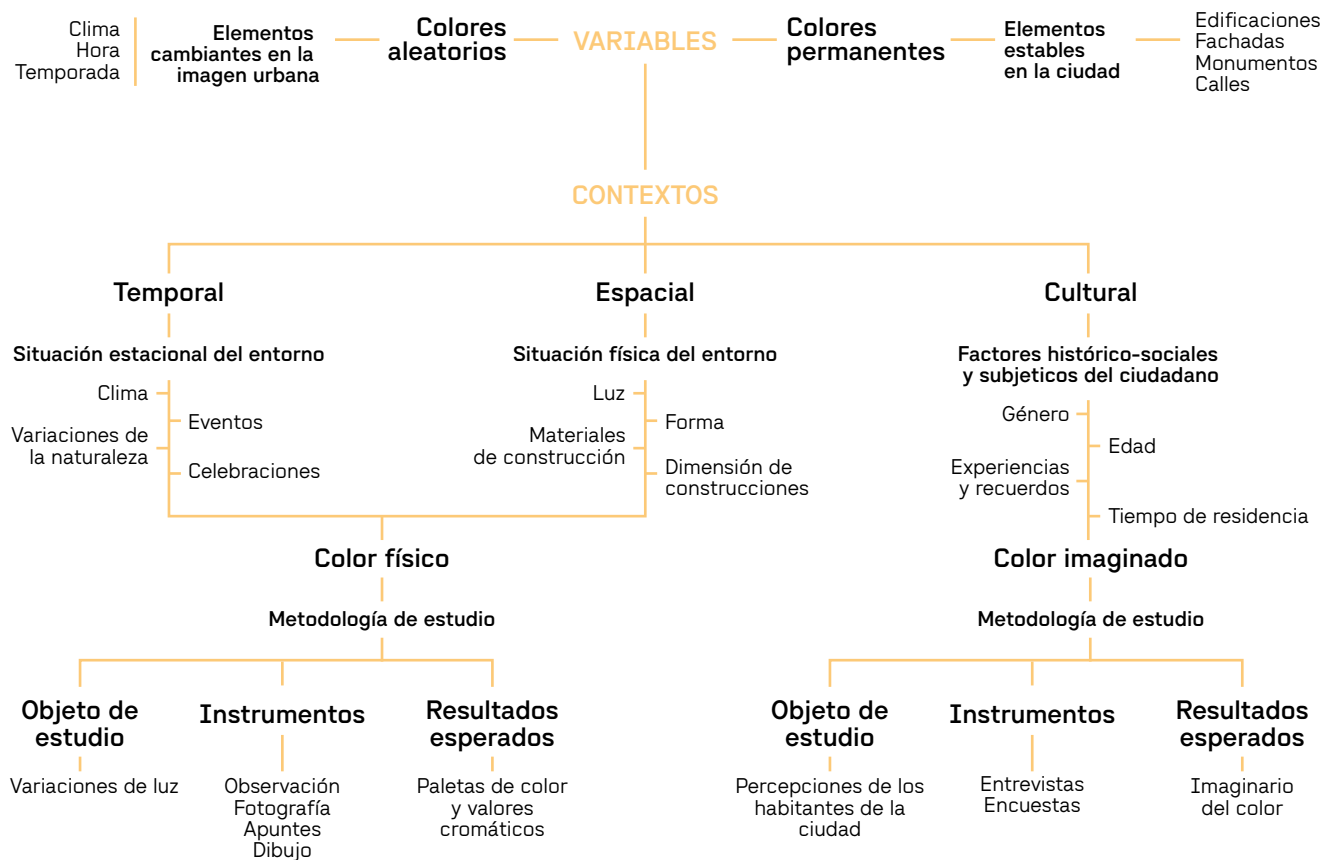 Clima
Hora
Temporada
Elementos
cambiantes en la
imagen urbana
Colores
aleatorios
VARIABLES
Colores
permanentes
Elementos
estables
en la ciudad
Edificaciones
Fachadas
Monumentos
Calles
CONTEXTOS
Temporal
Situación estacional del entorno
Clima
Eventos
Variaciones de
la naturaleza
Celebraciones
Espacial
Situación física del entorno
Luz
Forma
Materiales
de construcción
Dimensión de
construcciones
Cultural
Factores histórico-sociales
y subjeticos del ciudadano
Género
Edad
Experiencias
y recuerdos
Tiempo de residencia
Color físico
Metodología de estudio
Objeto de
estudio
Variaciones de luz
Instrumentos
Observación
Fotografía
Apuntes
Dibujo
Resultados
esperados
Paletas de color
y valores
cromáticos
Color imaginado
Metodología de estudio
Objeto de
estudio
Percepciones de los
habitantes de la
ciudad
Instrumentos
Entrevistas
Encuestas
Resultados
esperados
Imaginario
del color